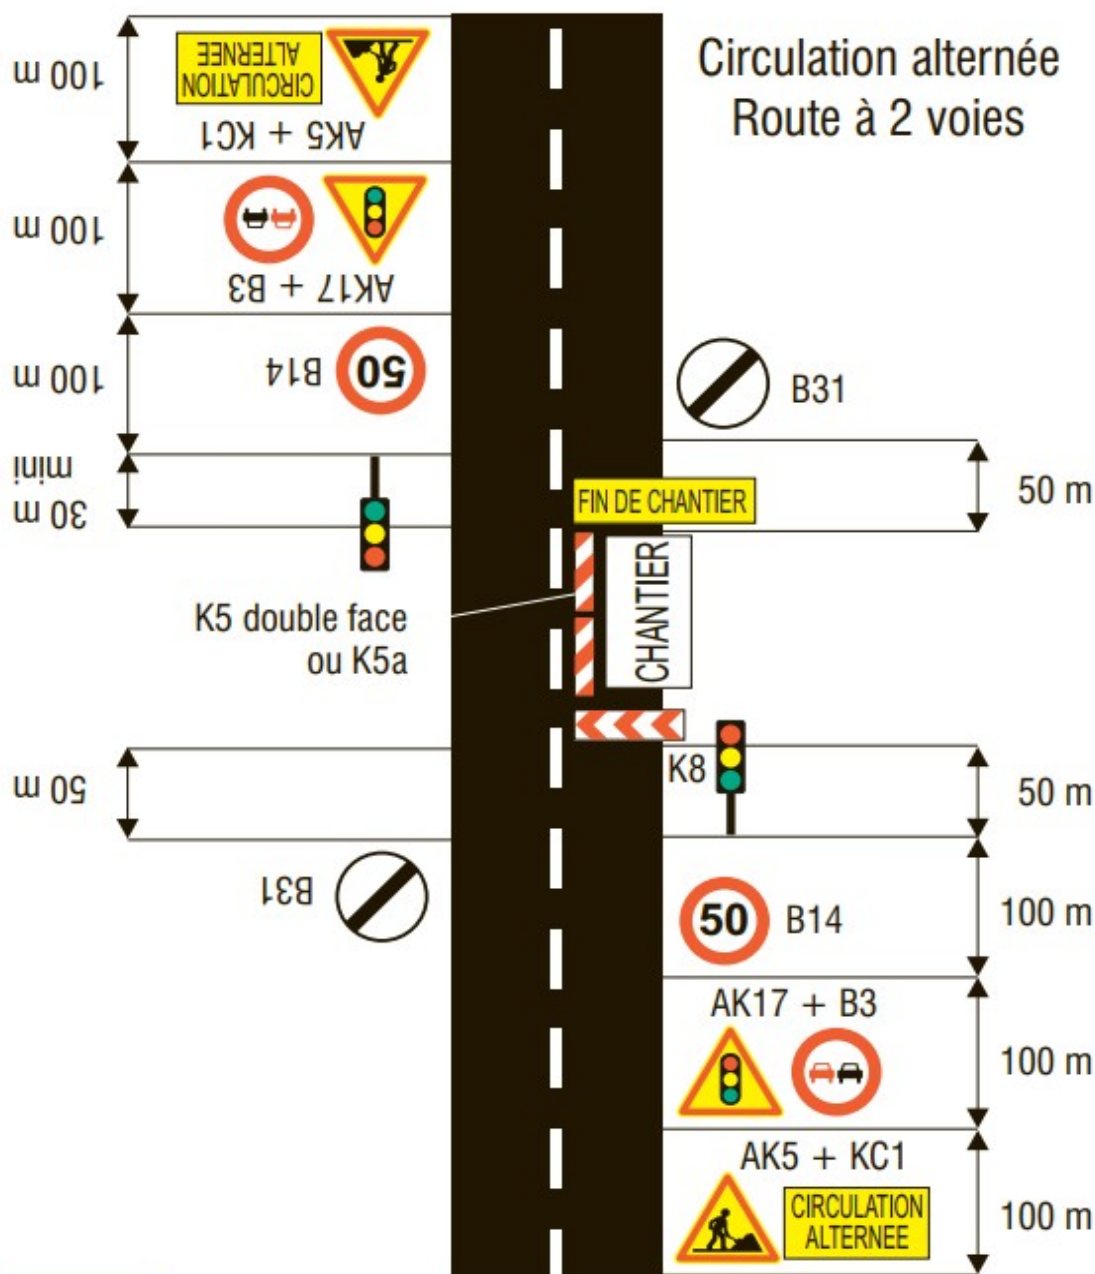 Circulation alternée
Route à 2 voies
100 m
CIRCULATION
ALTERNEE
AK5 + KC1
100 m
AK17 + B3
100 m
B14
50
B31
30 m
mini
50 m
FIN DE CHANTIER
CHANTIER
K5 double face
ou K5a
K8
50 m
50 m
B31
50
B14
100 m
AK17 + B3
100 m
AK5 + KC1
CIRCULATION
ALTERNEE
100 m